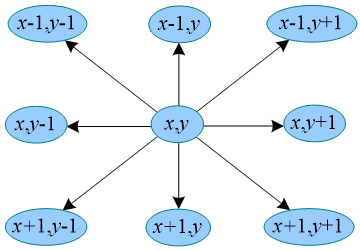 x-1,y-1 x-1,y x-1,y+1
x,y-1 x,y x,y+1
x+1,y-1 x+1,y x+1,y+1